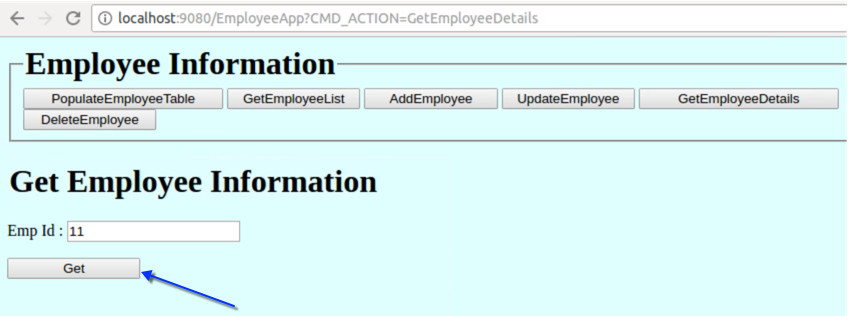 localhost:9080/EmployeeApp?CMD_ACTION=GetEmployeeDetails
Employee Information
PopulateEmployeeTable GetEmployeeList AddEmployee UpdateEmployee GetEmployeeDetails
DeleteEmployee
Get Employee Information
Emp Id : 11
Get